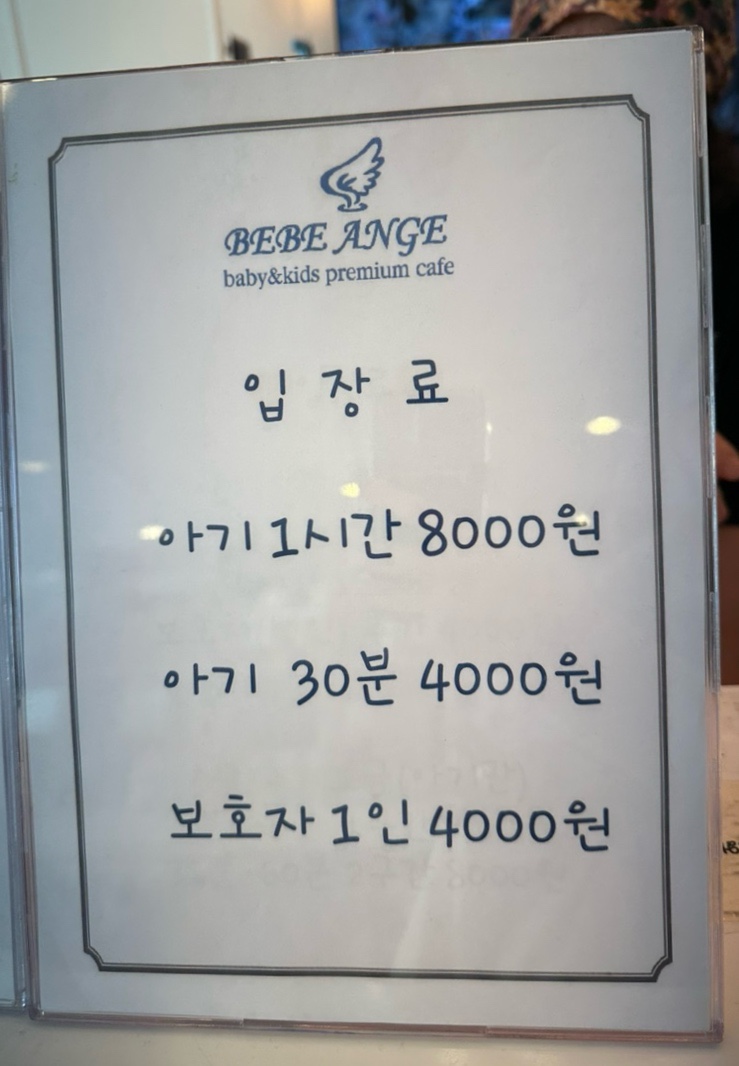 BEBE ANGE
baby&kids premium cafe
입장료
아기 1시간 8000원
아기 30분 4000원
보호자 1인 4000원